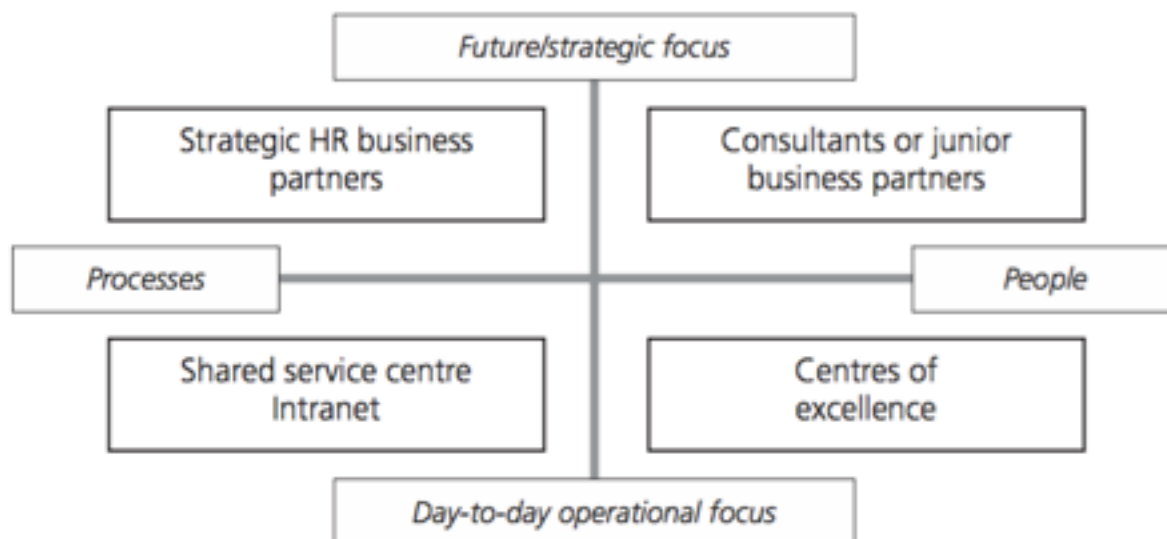 Future/strategic focus
Strategic HR business
partners
Consultants or junior
business partners
Processes
People
Shared service centre
Intranet
Centres of
excellence
Day-to-day operational focus